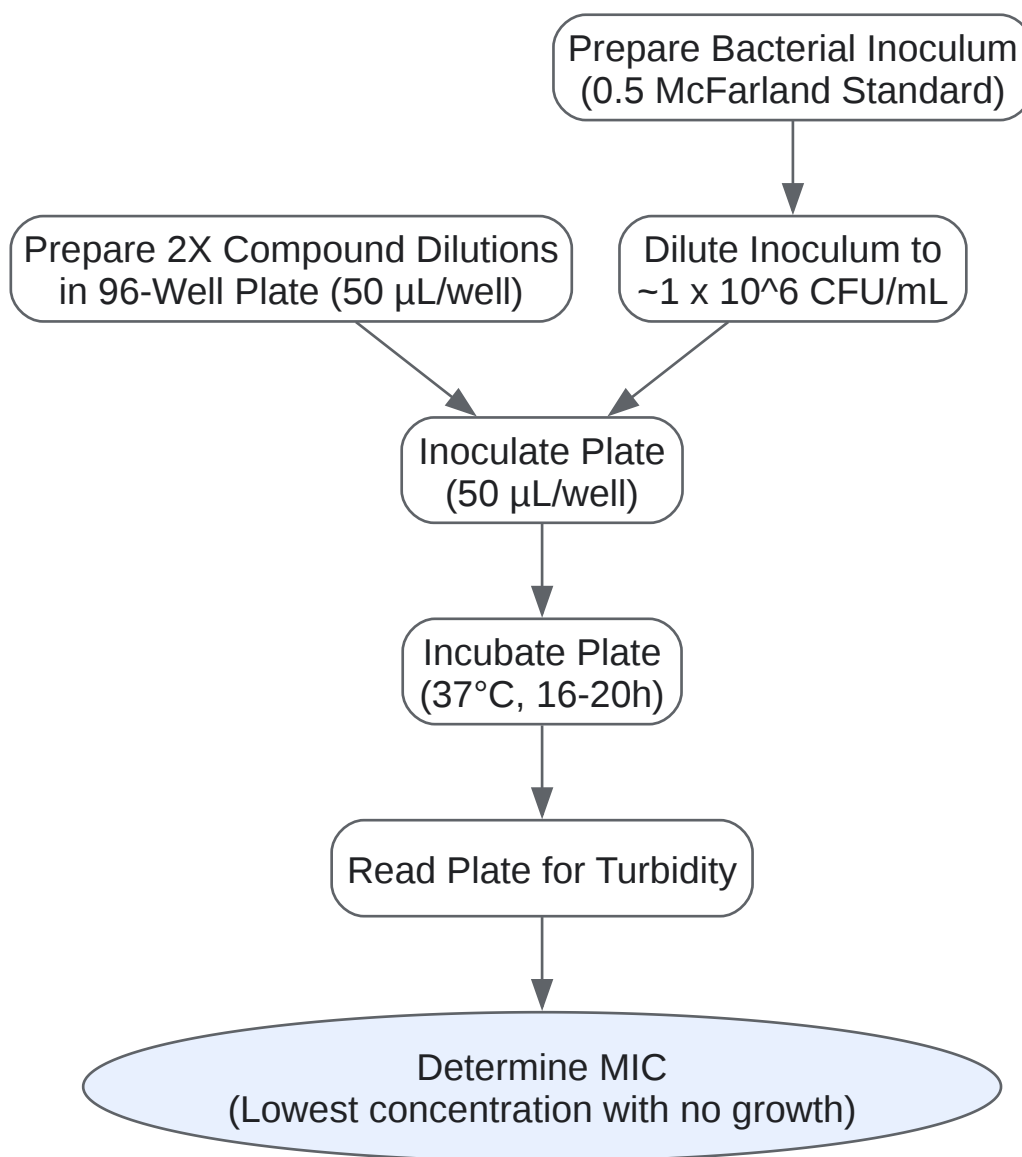 Prepare Bacterial Inoculum
(0.5 McFarland Standard)
Prepare 2X Compound Dilutions
in 96-Well Plate (50 µL/well)
Dilute Inoculum to
~1 x 10^6 CFU/mL
Inoculate Plate
(50 µL/well)
Incubate Plate
(37°C, 16-20h)
Read Plate for Turbidity
Determine MIC
(Lowest concentration with no growth)